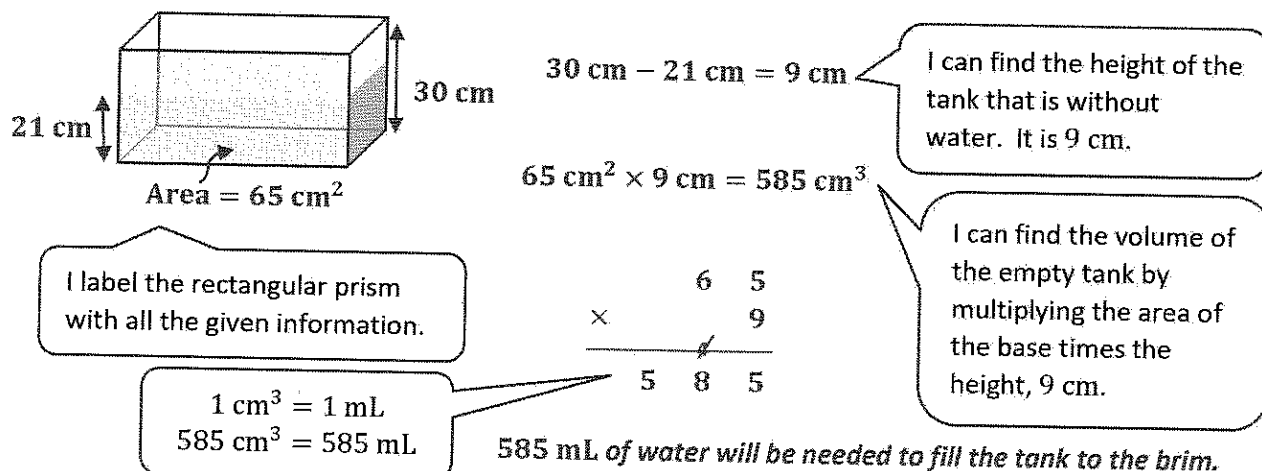 30 cm
21 cm
Area = 65 cm²
30 cm − 21 cm = 9 cm
I can find the height of the
tank that is without
water. It is 9 cm.
65 cm² × 9 cm = 585 cm³
I can find the volume of
the empty tank by
multiplying the area of
the base times the
height, 9 cm.
I label the rectangular prism
with all the given information.
6 5
× 9
5 8 5
1 cm³ = 1 mL
585 cm³ = 585 mL
585 mL of water will be needed to fill the tank to the brim.